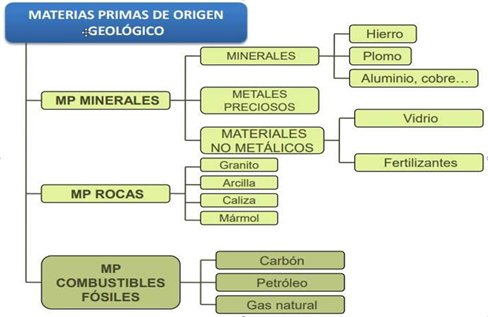 MATERIAS PRIMAS DE ORIGEN
GEOLÓGICO
MP MINERALES
MINERALES
Hierro
Plomo
Aluminio, cobre…
METALES
PRECIOSOS
MATERIALES
NO METÁLICOS
Vidrio
Fertilizantes
MP ROCAS
Granito
Arcilla
Caliza
Mármol
MP
COMBUSTIBLES
FÓSILES
Carbón
Petróleo
Gas natural